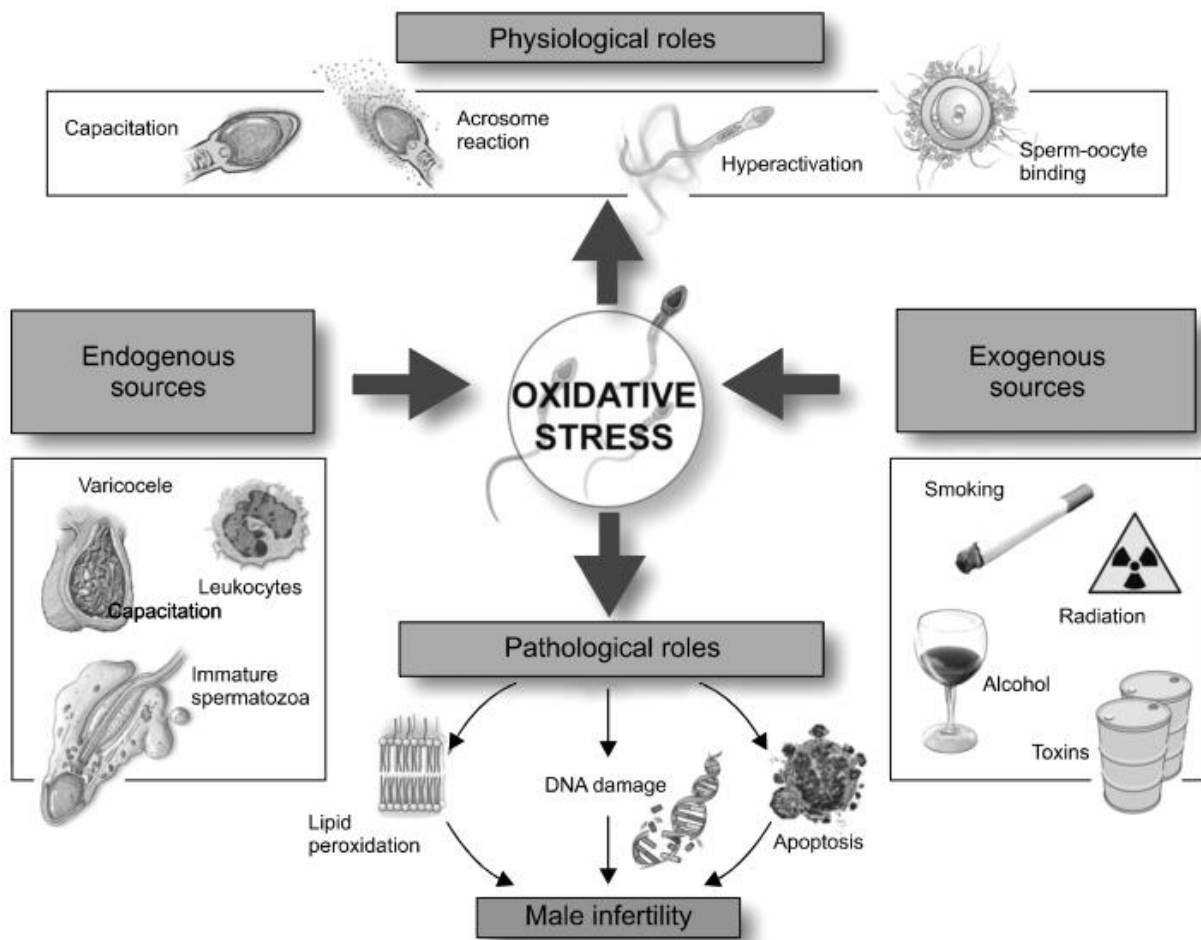 Physiological roles
Capacitation
Acrosome
reaction
Hyperactivation
Sperm-oocyte
binding
Endogenous
sources
OXIDATIVE
STRESS
Exogenous
sources
Varicocele
Leukocytes
Capacitation
Immature
spermatozoa
Smoking
Radiation
Alcohol
Toxins
Pathological roles
Lipid
peroxidation
DNA damage
Apoptosis
Male infertility